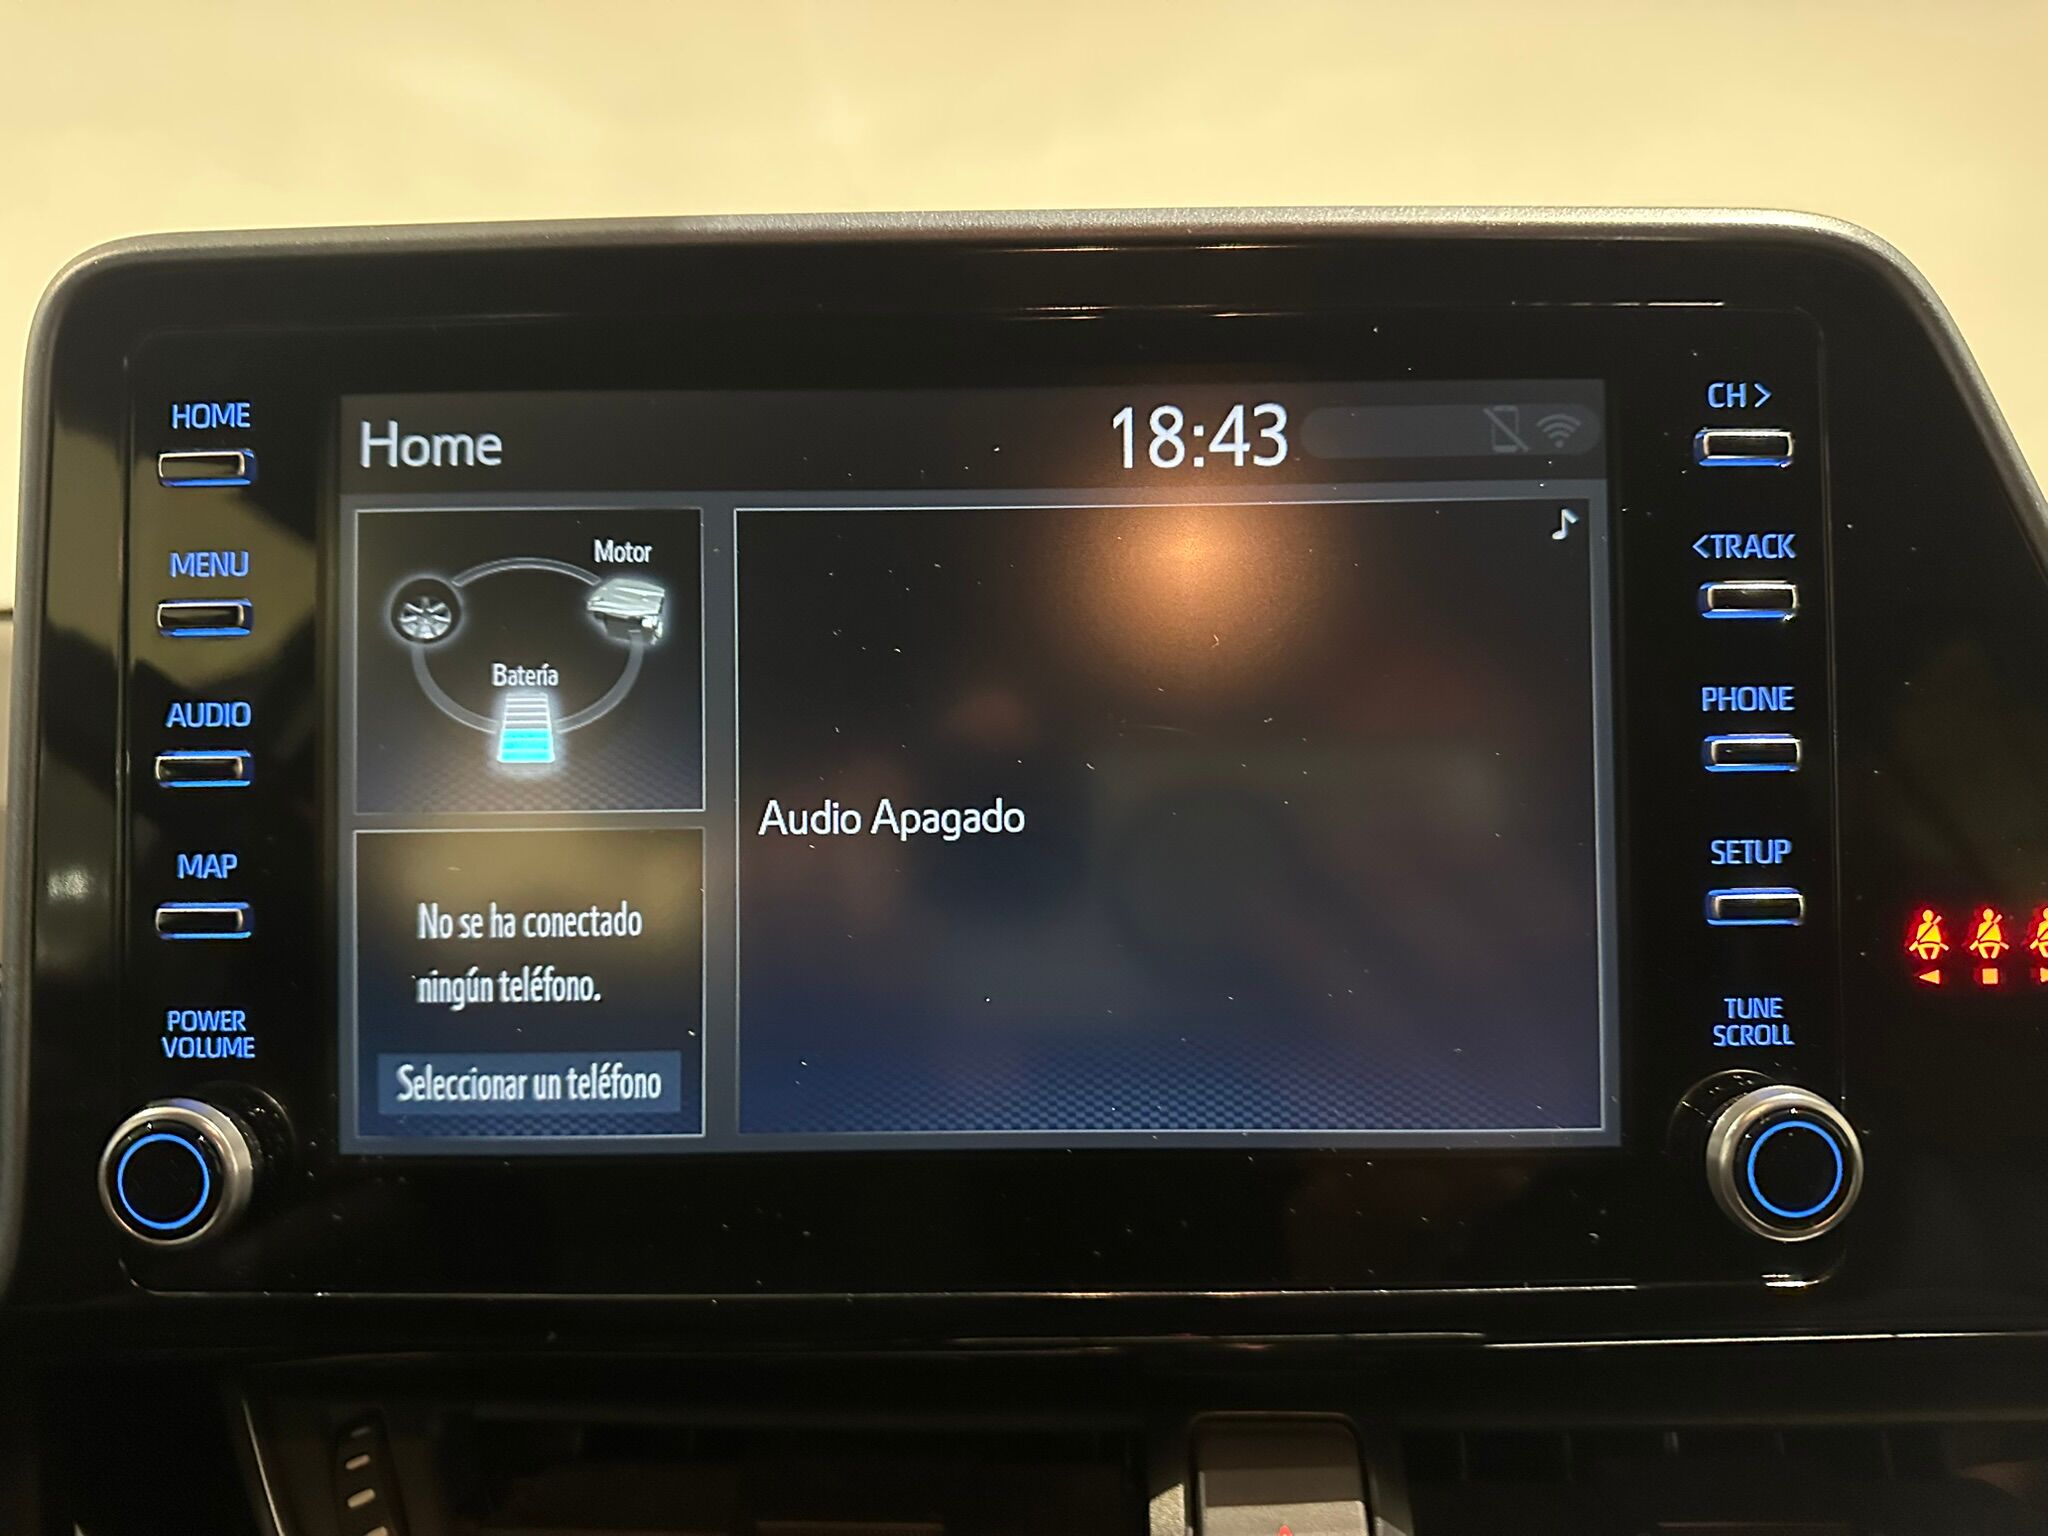 HOME
MENU
AUDIO
MAP
POWER
VOLUME
Home
18:43
Motor
Batería
No se ha conectado
ningún teléfono.
Seleccionar un teléfono
Audio Apagado
CH >
<TRACK
PHONE
SETUP
TUNE
SCROLL